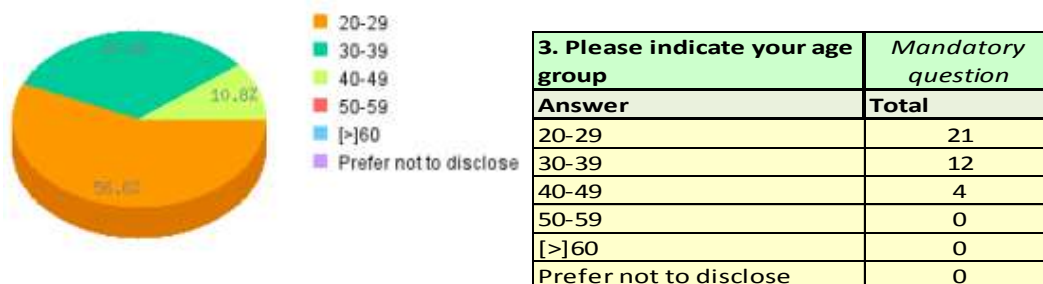 10.8%
20-29
30-39
40-49
50-59
[>]60
Prefer not to disclose
3. Please indicate your age group Mandatory question
Answer Total
20-29 21
30-39 12
40-49 4
50-59 0
[>]60 0
Prefer not to disclose 0